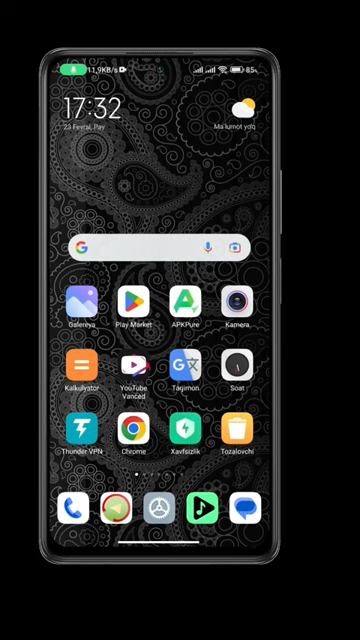 11,9KB/s
85
17:32
23 Fevral, Pay
Ma'lumot yo'q
Galereya
Play Market
APKPure
Kamera
Kalkulyator
YouTube
Vanced
Tarjimon
Soat
Thunder VPN
Chrome
Xavfsizlik
Tozalovchi